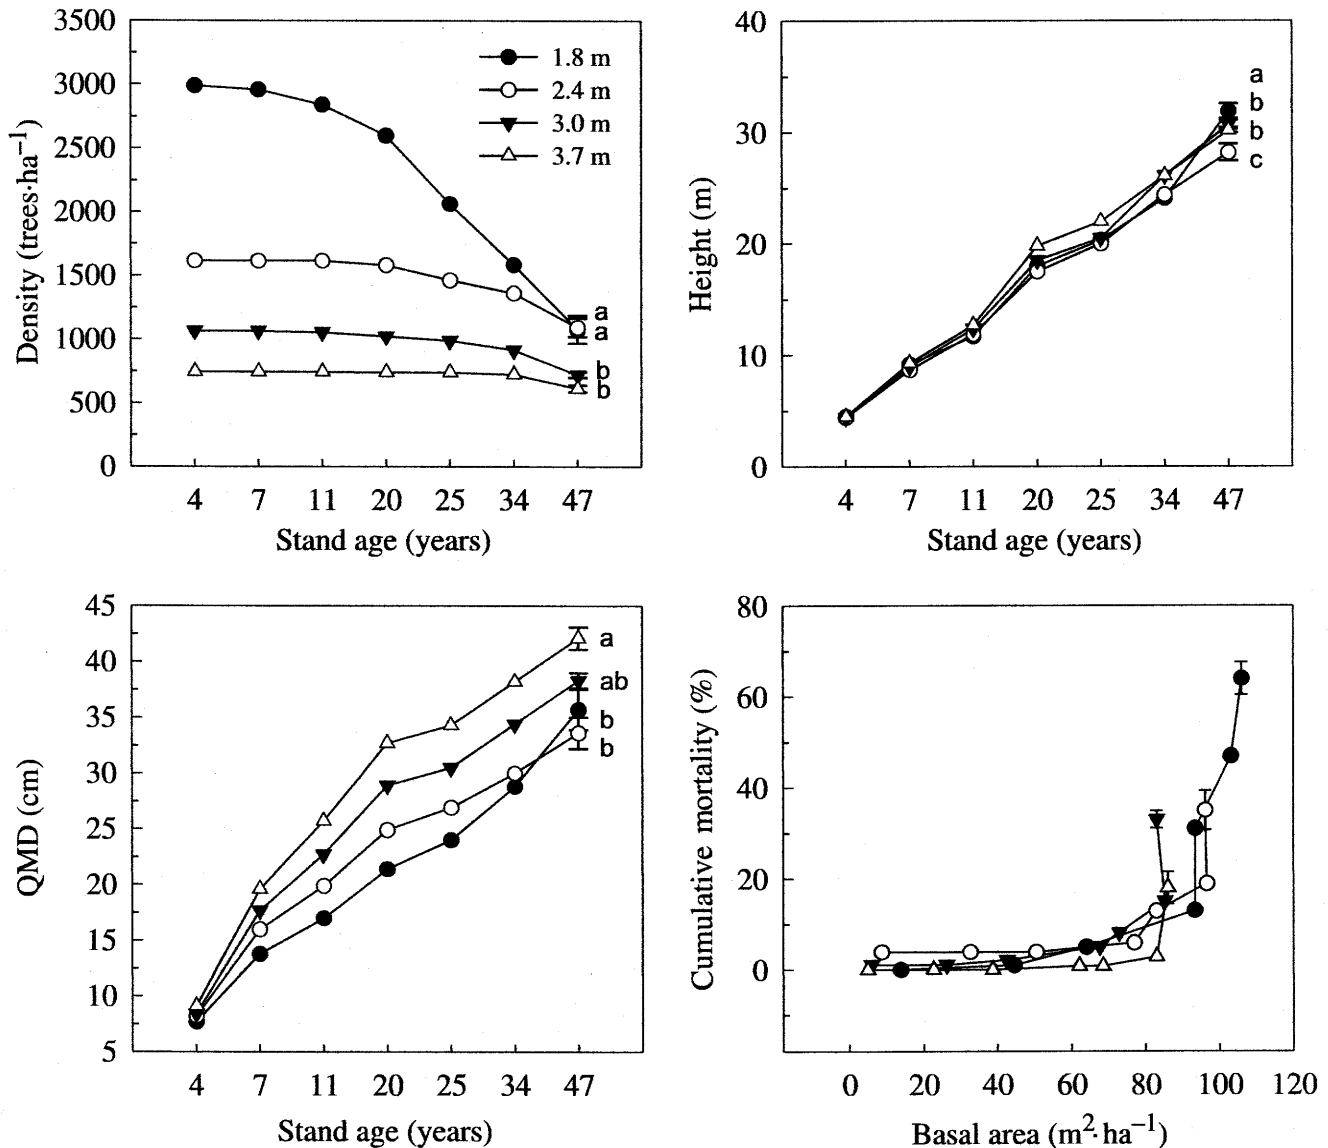 3500
3000
2500
2000
1500
1000
500
0
Density (trees·ha⁻¹)
1.8 m
2.4 m
3.0 m
3.7 m
a
a
b
b
4 7 11 20 25 34 47
Stand age (years)
40
30
20
10
0
Height (m)
a
b
b
c
4 7 11 20 25 34 47
Stand age (years)
45
40
35
30
25
20
15
10
5
QMD (cm)
a
ab
b
b
4 7 11 20 25 34 47
Stand age (years)
80
60
40
20
0
Cumulative mortality (%)
0 20 40 60 80 100 120
Basal area (m²·ha⁻¹)